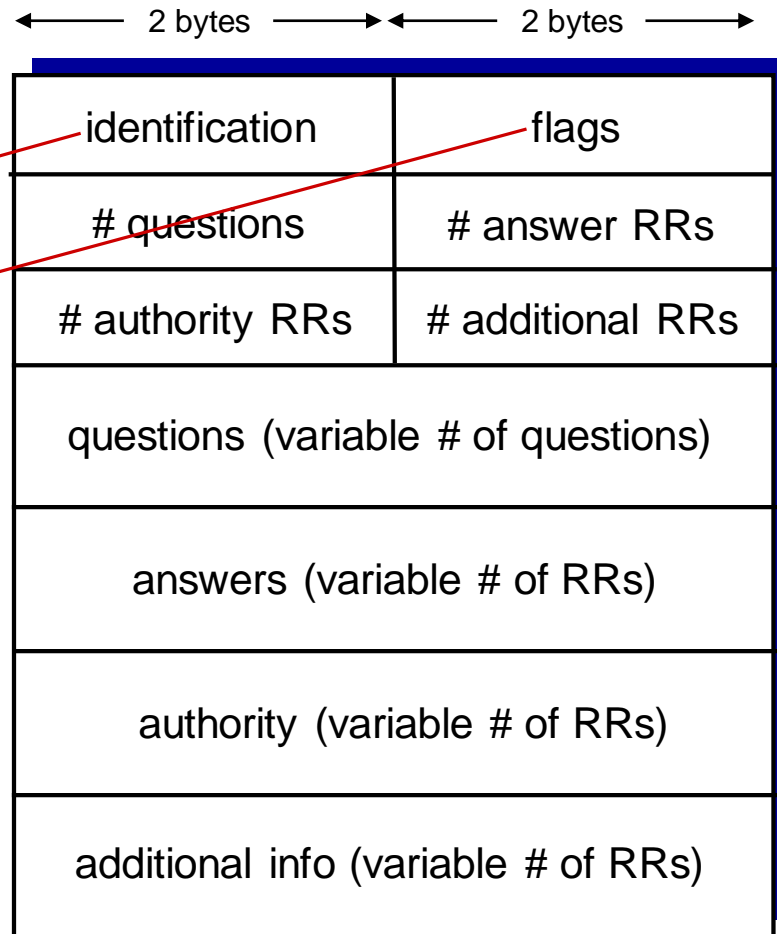 2 bytes 2 bytes
identification flags
# questions # answer RRs
# authority RRs # additional RRs
questions (variable # of questions)
answers (variable # of RRs)
authority (variable # of RRs)
additional info (variable # of RRs)